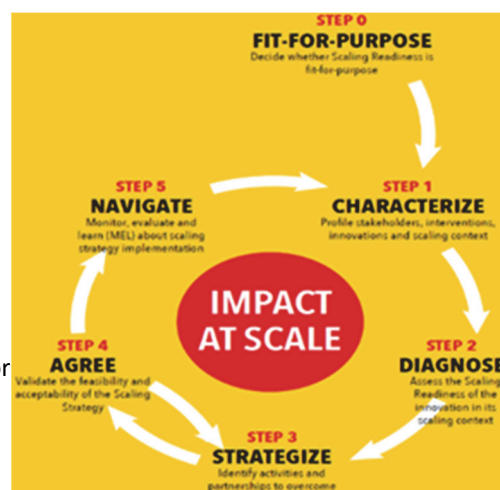 STEP 0
FIT-FOR-PURPOSE
Decide whether Scaling Readiness is
fit-for-purpose
STEP 5
NAVIGATE
Monitor, evaluate and
learn (MEL) about scaling
strategy implementation
STEP 1
CHARACTERIZE
Profile stakeholders, interventions,
innovations and scaling context
IMPACT
AT SCALE
STEP 4
AGREE
Validate the feasibility and
acceptability of the Scaling
Strategy
STEP 2
DIAGNOSE
Assess the Scaling
Readiness of the
innovation in its
scaling context
STEP 3
STRATEGIZE
Identify activities and
partnerships to overcome